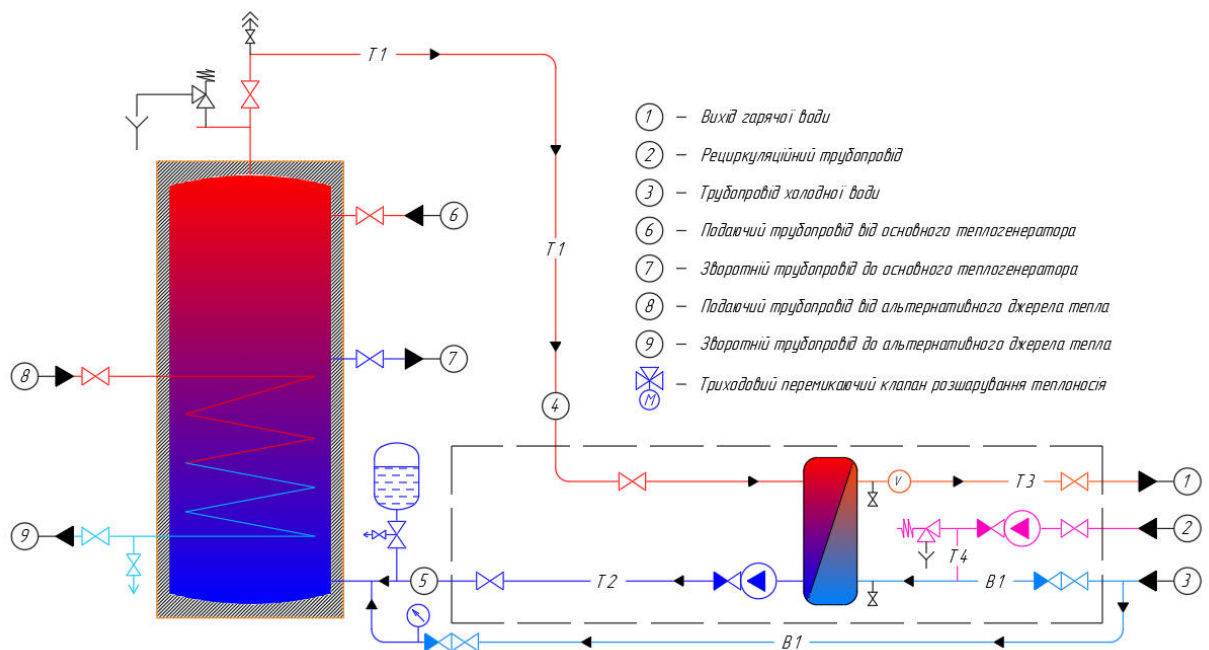 T1
T1
1 – Вихід гарячої води
2 – Рециркуляційний трубопровід
3 – Трубопровід холодної води
6 – Подаючий трубопровід від основного теплогенератора
7 – Зворотній трубопровід до основного теплогенератора
8 – Подаючий трубопровід від альтернативного джерела тепла
9 – Зворотній трубопровід до альтернативного джерела тепла
M – Триходовий перемикаючий клапан розшарування теплоносія
6
7
8
4
V
T3
1
2
T4
9
5
T2
B1
3
B1